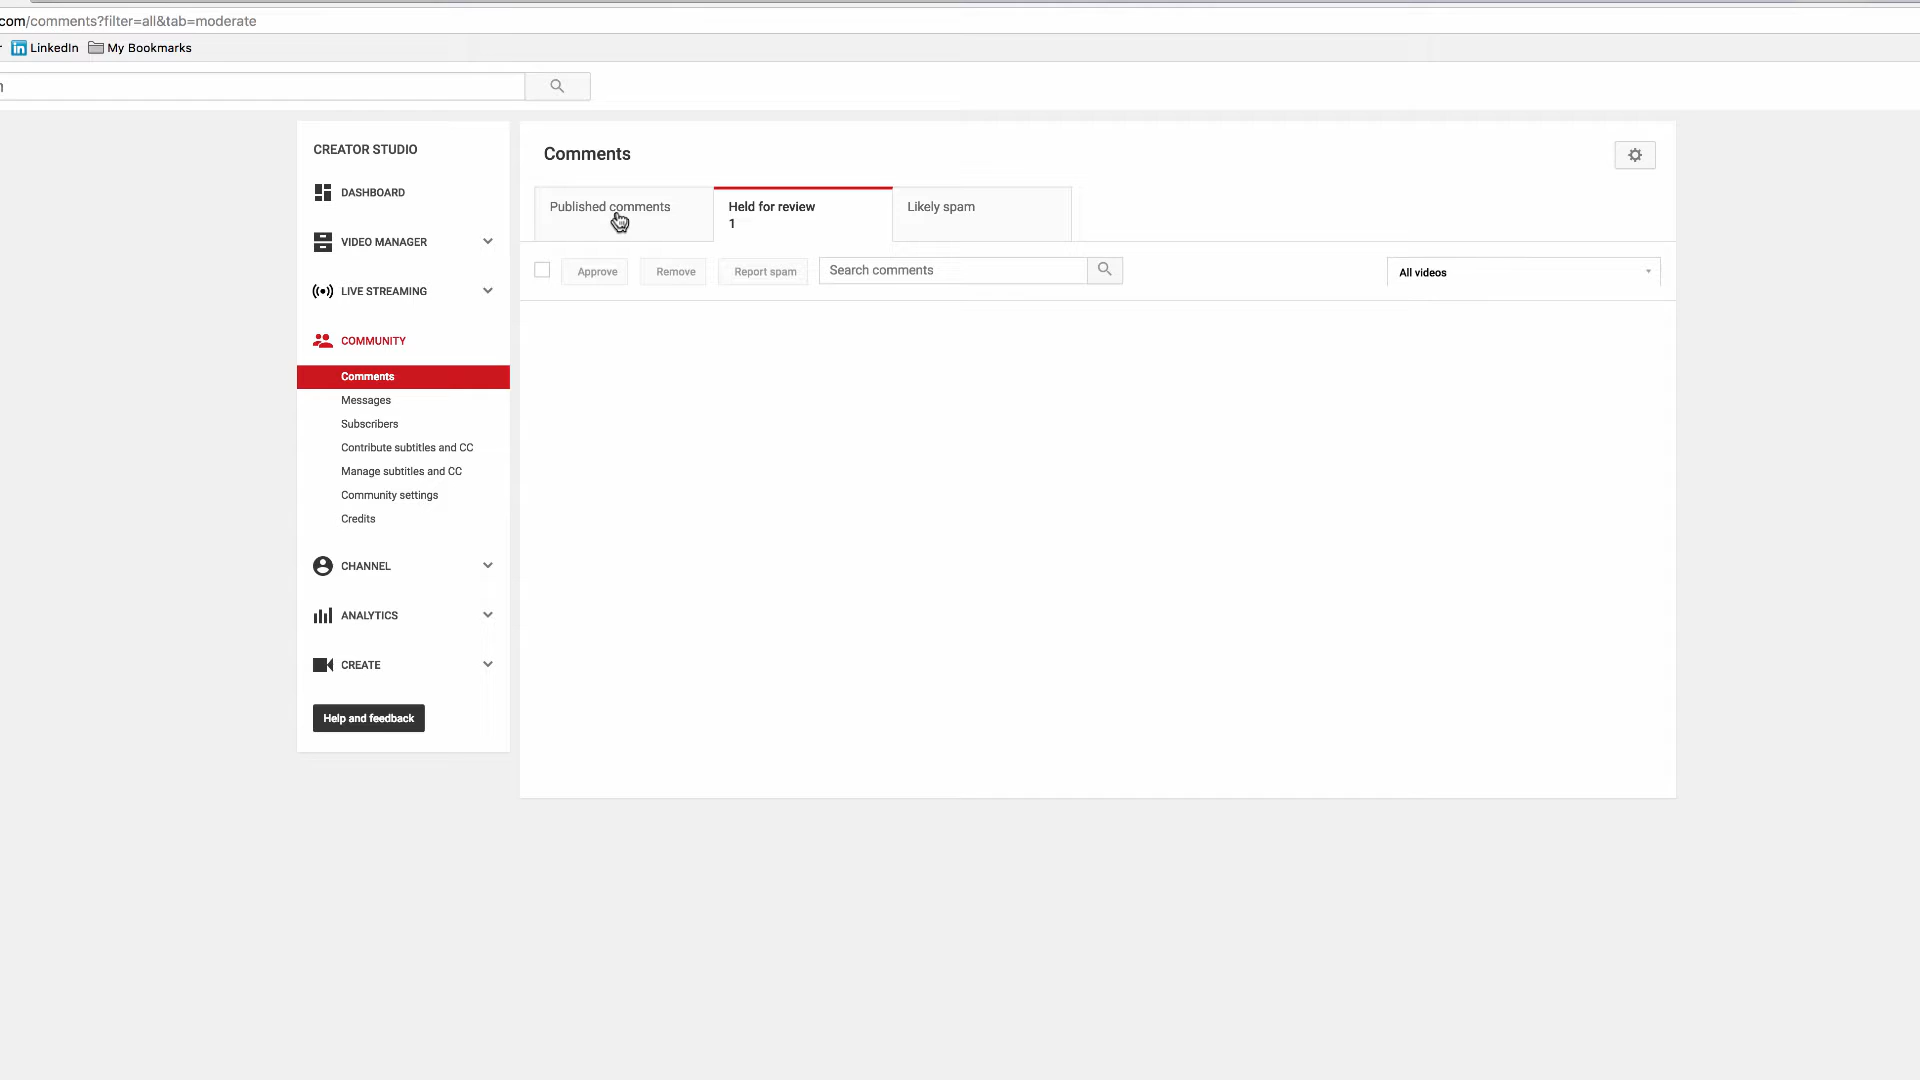 com/comments?filter=all&tab=moderate
LinkedIn My Bookmarks
CREATOR STUDIO
DASHBOARD
VIDEO MANAGER
LIVE STREAMING
COMMUNITY
Comments
Messages
Subscribers
Contribute subtitles and CC
Manage subtitles and CC
Community settings
Credits
CHANNEL
ANALYTICS
CREATE
Help and feedback
Comments
Published comments
Held for review
1
Likely spam
Approve Remove Report spam Search comments All videos